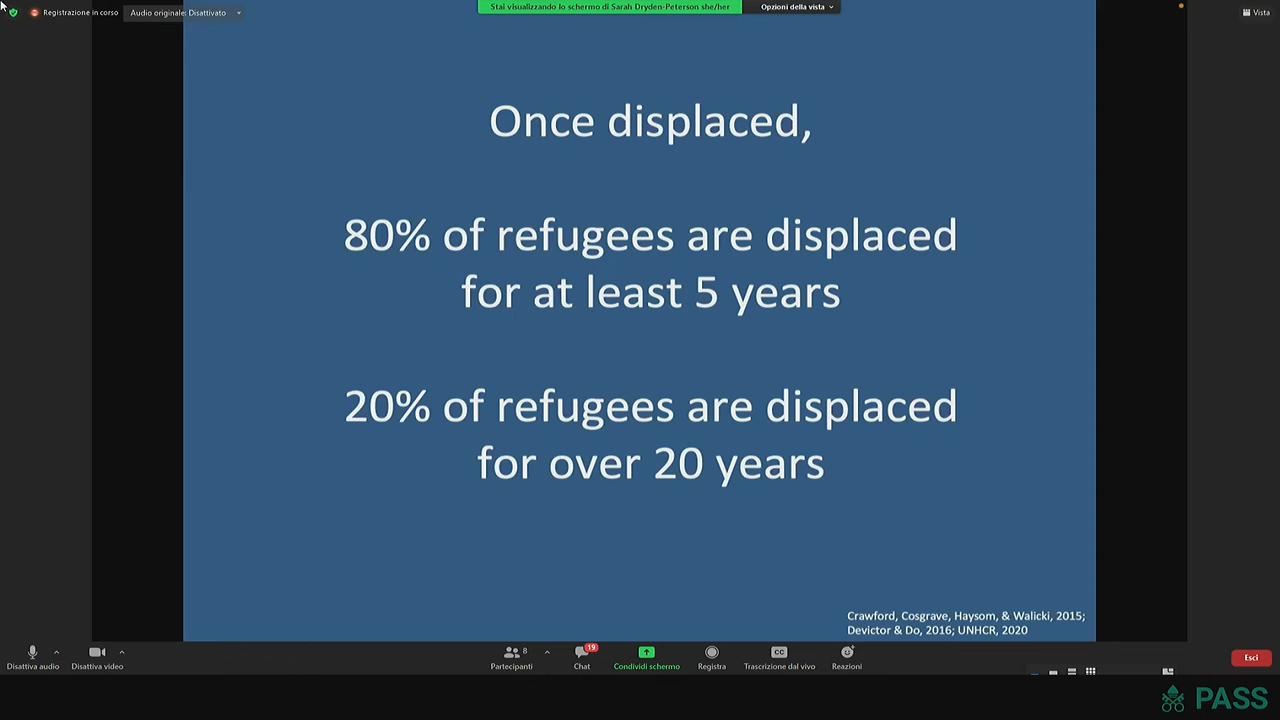 Registrazione in corso
Audio originale: Disattivato
Stai visualizzando lo schermo di Sarah Dryden-Peterson she/her
Opzioni della vista
Vista
Once displaced,
80% of refugees are displaced
for at least 5 years
20% of refugees are displaced
for over 20 years
Crawford, Cosgrave, Haysom, & Walicki, 2015;
Devictor & Do, 2016; UNHCR, 2020
Disattiva audio
Disattiva video
8
Partecipanti
19
Chat
Condividi schermo
Registra
CC
Trascrizione dal vivo
Reazioni
Esci
PASS